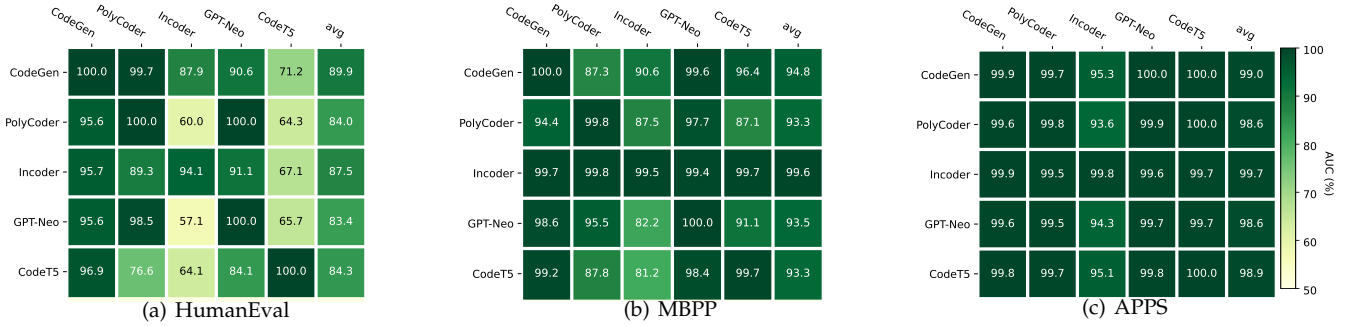 CodeGen PolyCoder Incoder GPT-Neo CodeT5 avg
CodeGen 100.0 99.7 87.9 90.6 71.2 89.9
PolyCoder 95.6 100.0 60.0 100.0 64.3 84.0
Incoder 95.7 89.3 94.1 91.1 67.1 87.5
GPT-Neo 95.6 98.5 57.1 100.0 65.7 83.4
CodeT5 96.9 76.6 64.1 84.1 100.0 84.3
(a) HumanEval
CodeGen PolyCoder Incoder GPT-Neo CodeT5 avg
CodeGen 100.0 87.3 90.6 99.6 96.4 94.8
PolyCoder 94.4 99.8 87.5 97.7 87.1 93.3
Incoder 99.7 99.8 99.5 99.4 99.7 99.6
GPT-Neo 98.6 95.5 82.2 100.0 91.1 93.5
CodeT5 99.2 87.8 81.2 98.4 99.7 93.3
(b) MBPP
CodeGen PolyCoder Incoder GPT-Neo CodeT5 avg
CodeGen 99.9 99.7 95.3 100.0 100.0 99.0
PolyCoder 99.6 99.8 93.6 99.9 100.0 98.6
Incoder 99.9 99.5 99.8 99.6 99.7 99.7
GPT-Neo 99.6 99.5 94.3 99.7 99.7 98.6
CodeT5 99.8 99.7 95.1 99.8 100.0 98.9
(c) APPS
100
90
80
70
60
50
AUC (%)